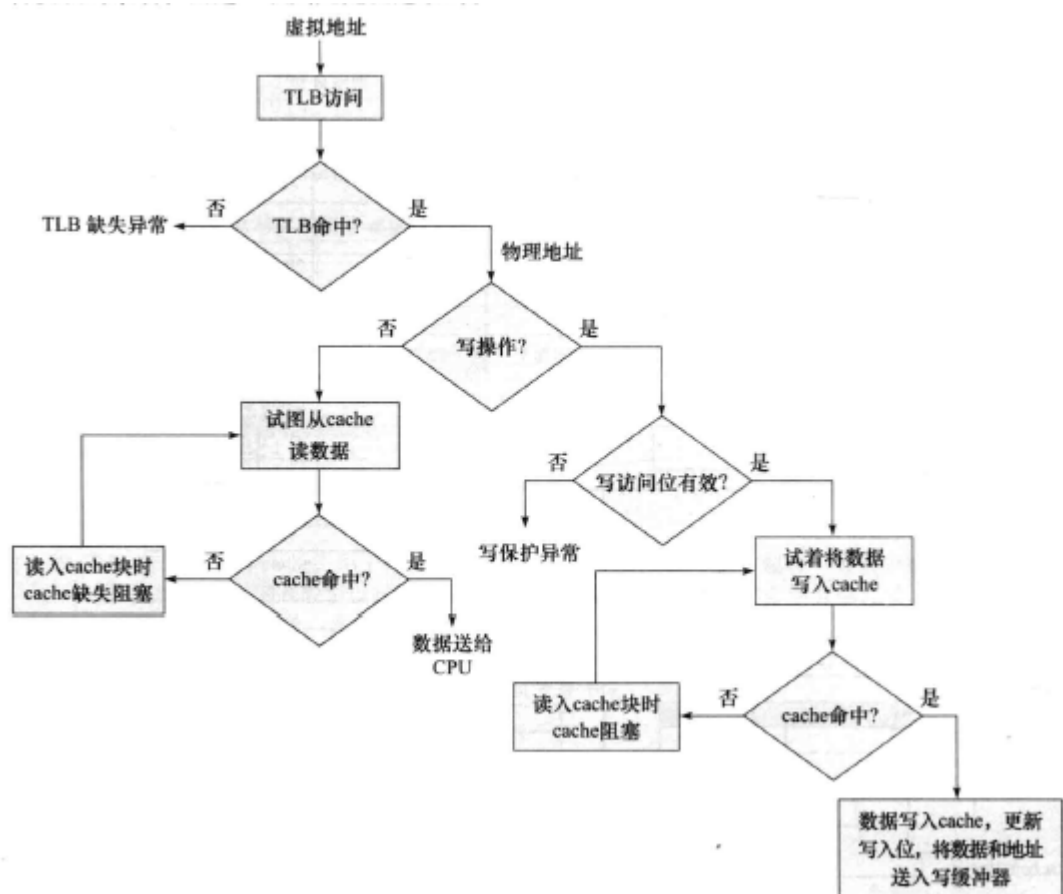 虚拟地址
TLB访问
否
是
TLB 缺失异常
TLB命中?
物理地址
否
是
写操作?
试图从cache
读数据
否
是
写访问位有效?
写保护异常
试着将数据
写入cache
读入cache块时
cache缺失阻塞
否
是
cache命中?
数据送给
CPU
读入cache块时
cache阻塞
否
是
cache命中?
数据写入cache，更新
写入位，将数据和地址
送入写缓冲器